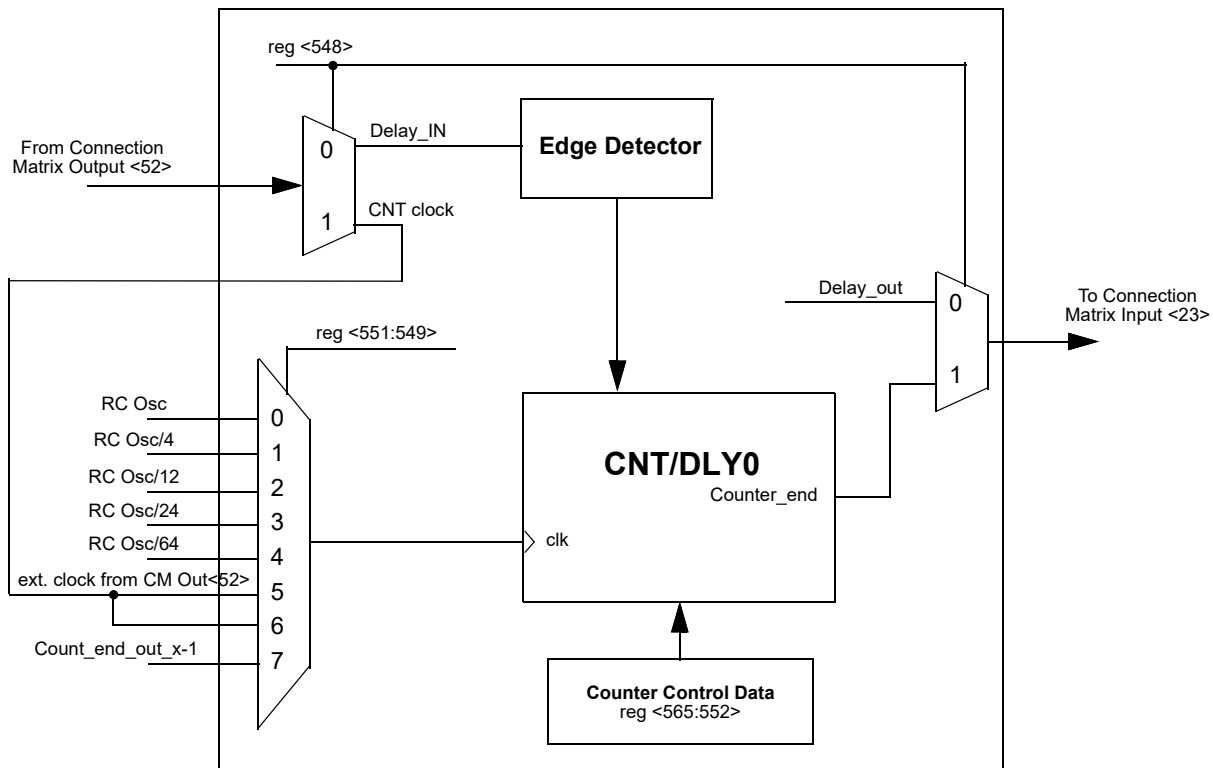 reg <548>
From Connection
Matrix Output <52>
0
1
Delay_IN
CNT clock
Edge Detector
Delay_out
0
1
To Connection
Matrix Input <23>
reg <551:549>
RC Osc
RC Osc/4
RC Osc/12
RC Osc/24
RC Osc/64
ext. clock from CM Out<52>
Count_end_out_x-1
0
1
2
3
4
5
6
7
CNT/DLY0
Counter_end
clk
Counter Control Data
reg <565:552>